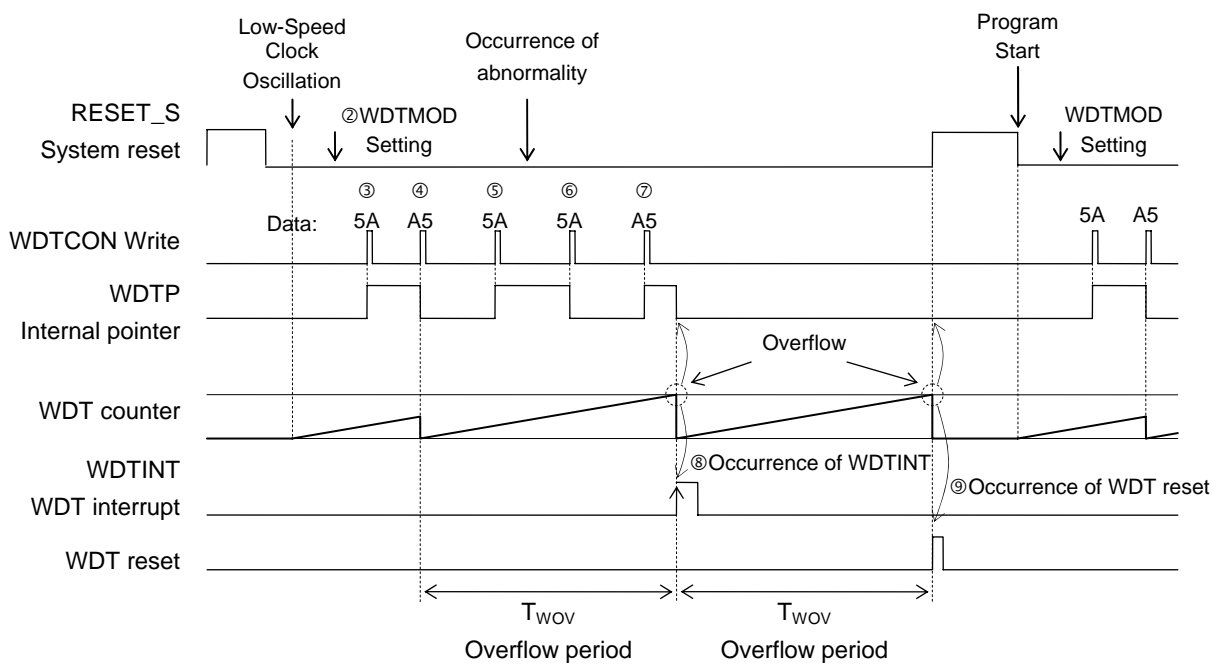 Low-Speed
Clock
Oscillation
Occurrence of
abnormality
Program
Start
RESET_S
System reset
②WDTMOD
Setting
WDTMOD
Setting
③ ④ ⑤ ⑥ ⑦
Data: 5A A5 5A 5A A5 5A A5
WDTCON Write
WDTP
Internal pointer
Overflow
WDT counter
WDTINT
WDT interrupt
⑧Occurrence of WDTINT
⑨Occurrence of WDT reset
WDT reset
TWOV TWOV
Overflow period Overflow period